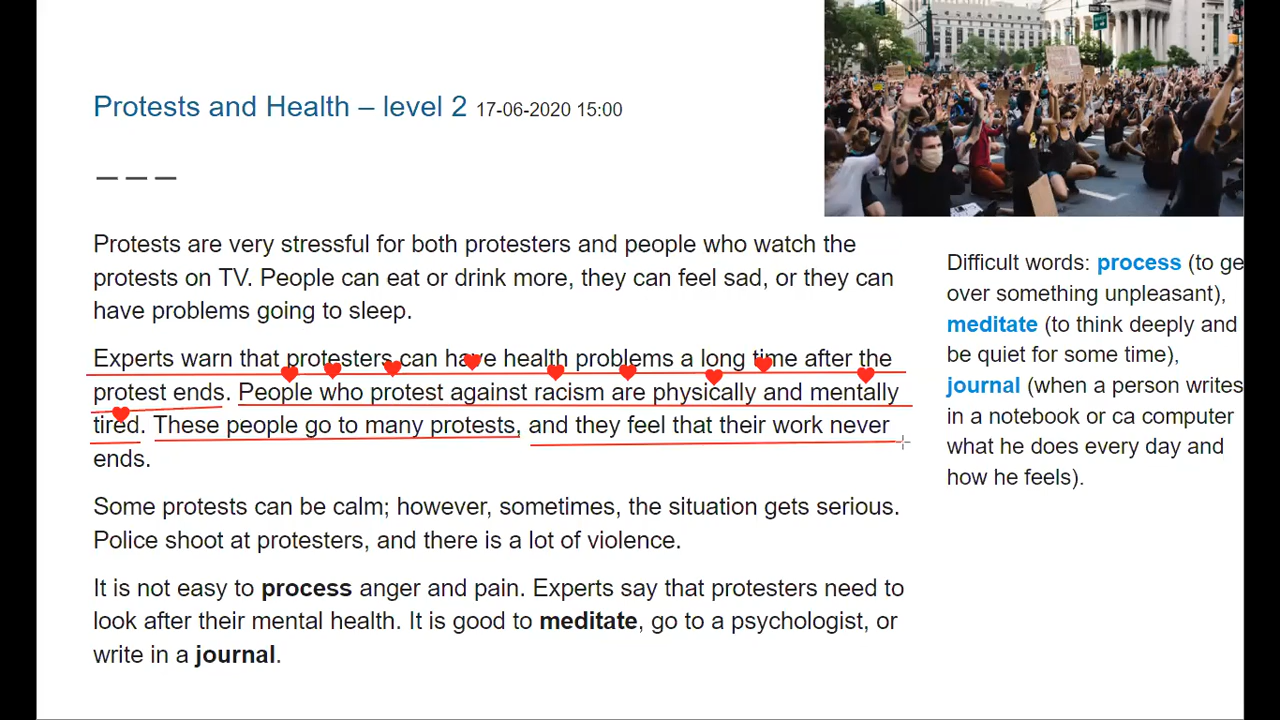 Protests and Health – level 2 17-06-2020 15:00
Protests are very stressful for both protesters and people who watch the
protests on TV. People can eat or drink more, they can feel sad, or they can
have problems going to sleep.
Experts warn that protesters can have health problems a long time after the
protest ends. People who protest against racism are physically and mentally
tired. These people go to many protests, and they feel that their work never
ends.
Some protests can be calm; however, sometimes, the situation gets serious.
Police shoot at protesters, and there is a lot of violence.
It is not easy to process anger and pain. Experts say that protesters need to
look after their mental health. It is good to meditate, go to a psychologist, or
write in a journal.
Difficult words: process (to ge
over something unpleasant),
meditate (to think deeply and
be quiet for some time),
journal (when a person writes
in a notebook or ca computer
what he does every day and
how he feels).